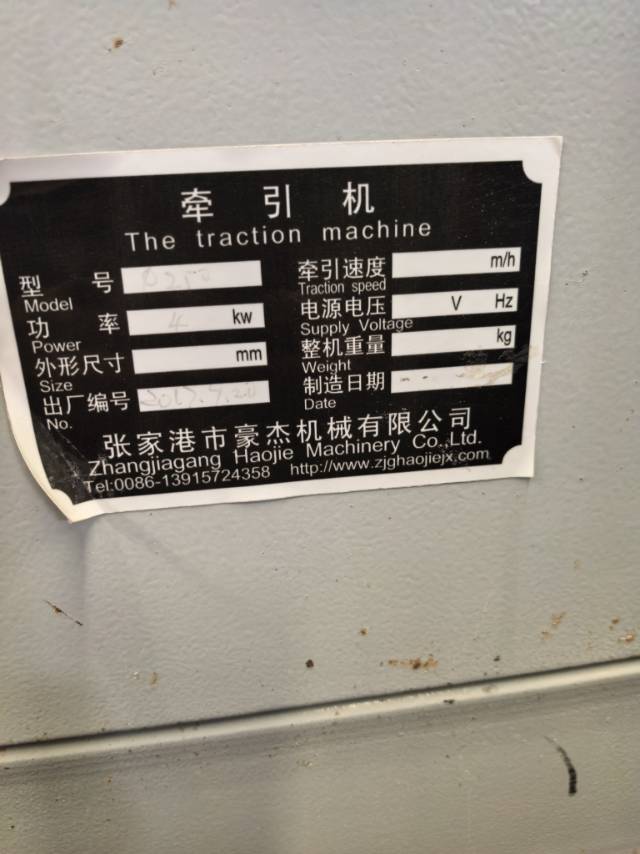 牵引机
The traction machine
型号
Model
功率 4 kw
Power
外形尺寸 mm
Size
出厂编号
No.
牵引速度 m/h
Traction speed
电源电压 V Hz
Supply Voltage
整机重量 kg
Weight
制造日期
Date
张家港市豪杰机械有限公司
Zhangjiagang Haojie Machinery Co.,Ltd.
Tel:0086-13915724358 http://www.zjghaojiejx.com